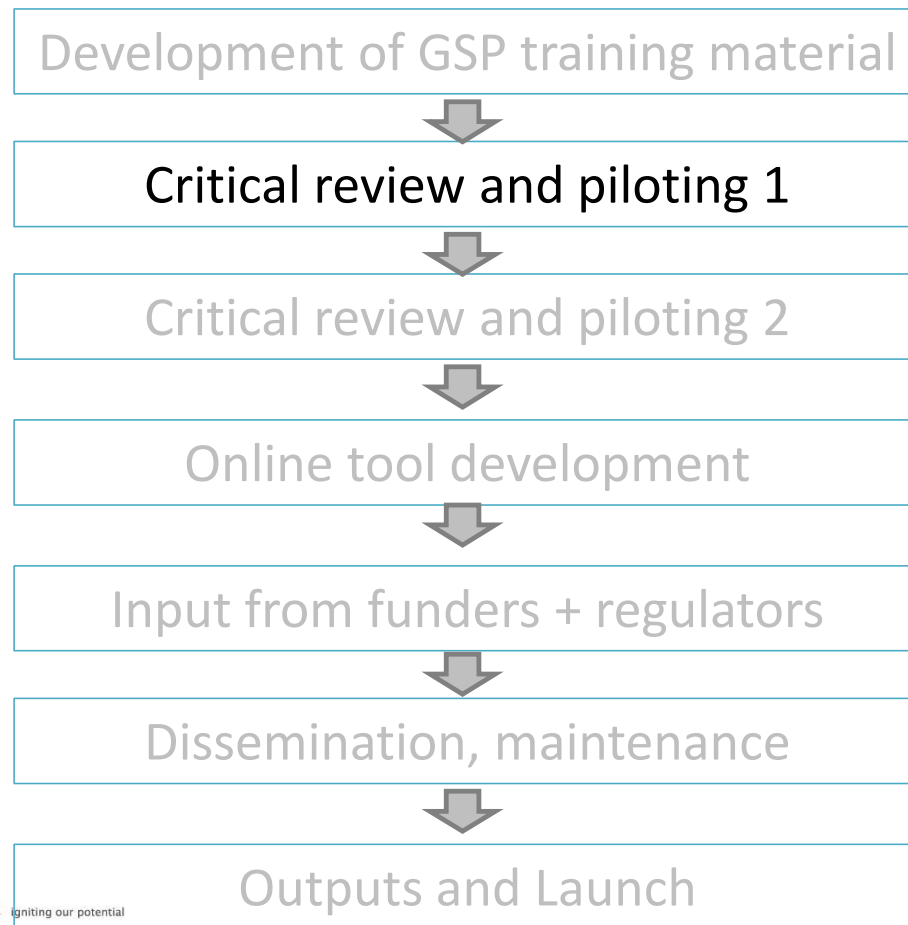 Development of GSP training material
Critical review and piloting 1
Critical review and piloting 2
Online tool development
Input from funders + regulators
Dissemination, maintenance
Outputs and Launch
igniting our potential